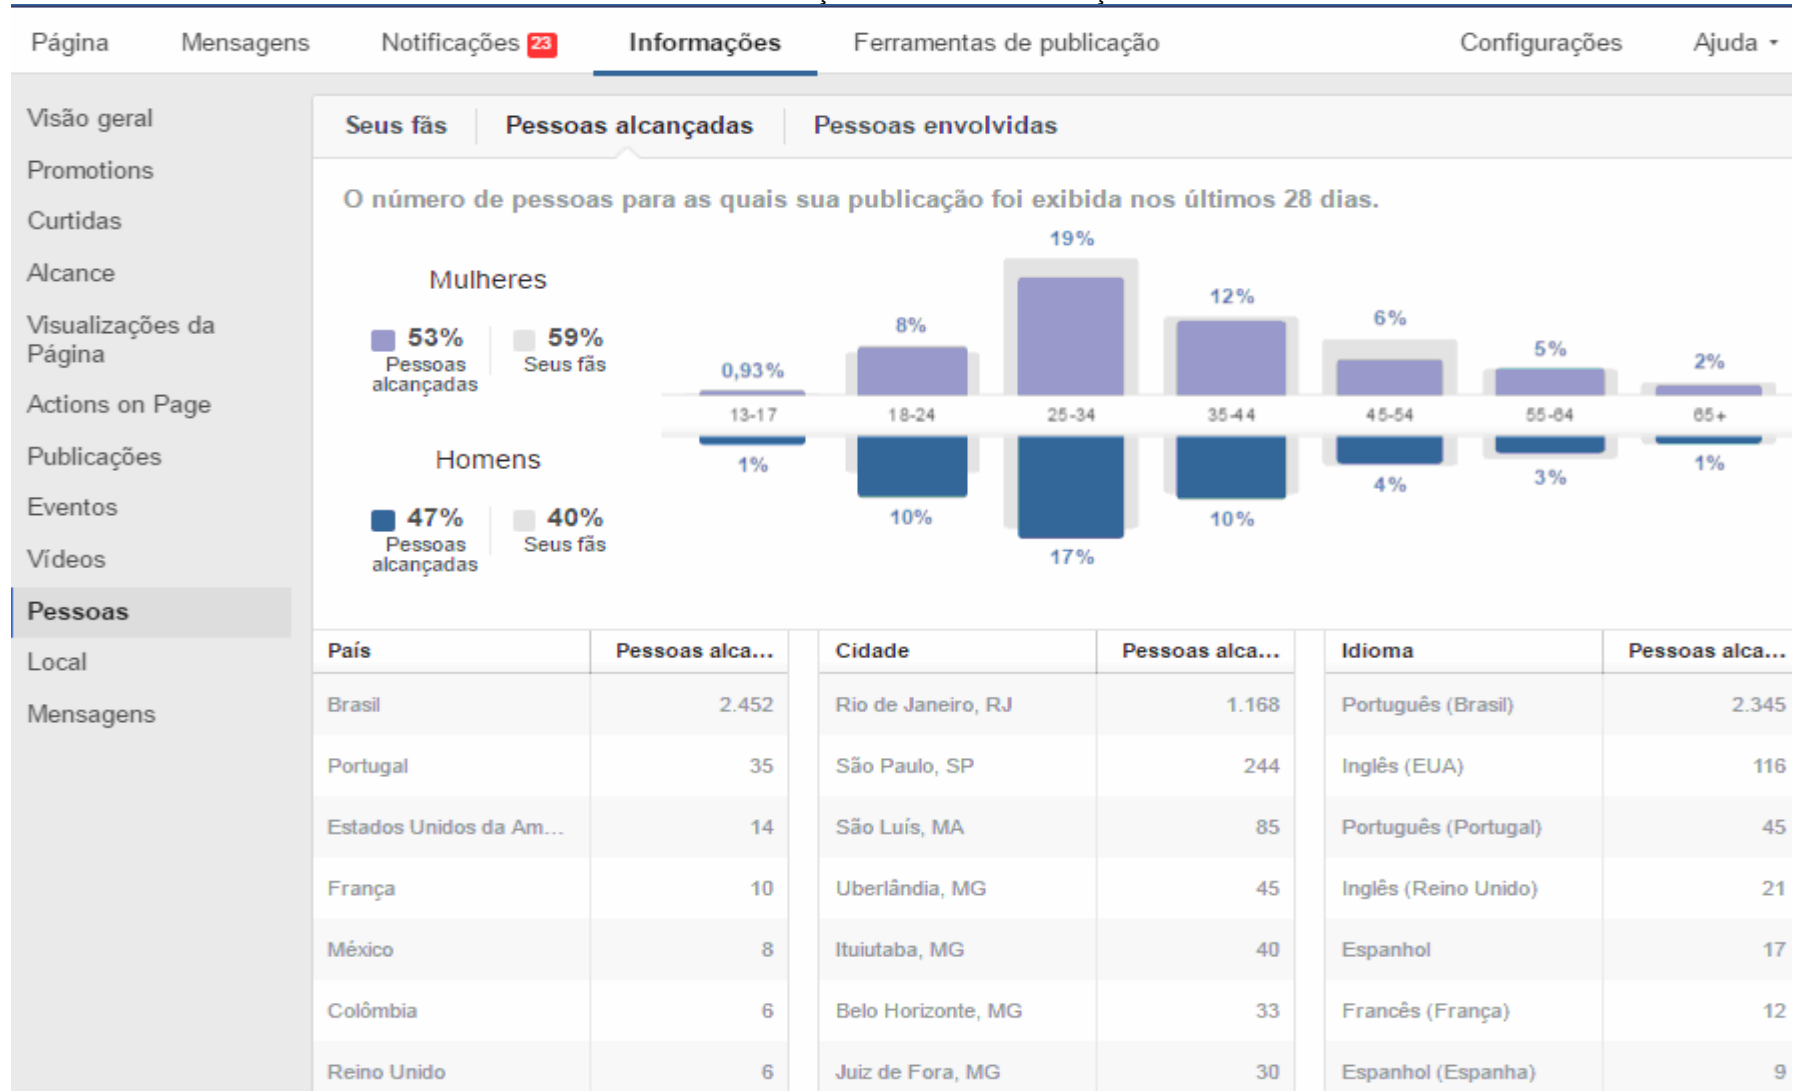 Página Mensagens Notificações 23 Informações Ferramentas de publicação Configurações Ajuda
Visão geral
Promotions
Curtidas
Alcance
Visualizações da
Página
Actions on Page
Publicações
Eventos
Vídeos
Pessoas
Local
Mensagens
Seus fãs Pessoas alcançadas Pessoas envolvidas
O número de pessoas para as quais sua publicação foi exibida nos últimos 28 dias.
Mulheres
53% 59%
Pessoas Seus fãs
alcançadas
0,93% 8% 19% 12% 6% 5% 2%
13-17 18-24 25-34 35-44 45-54 55-64 65+
1% 10% 17% 10% 4% 3% 1%
Homens
47% 40%
Pessoas Seus fãs
alcançadas
País Pessoas alca... Cidade Pessoas alca... Idioma Pessoas alca...
Brasil 2.452 Rio de Janeiro, RJ 1.168 Português (Brasil) 2.345
Portugal 35 São Paulo, SP 244 Inglês (EUA) 116
Estados Unidos da Am... 14 São Luís, MA 85 Português (Portugal) 45
França 10 Uberlândia, MG 45 Inglês (Reino Unido) 21
México 8 Ituiutaba, MG 40 Espanhol 17
Colômbia 6 Belo Horizonte, MG 33 Francês (França) 12
Reino Unido 6 Juiz de Fora, MG 30 Espanhol (Espanha) 9